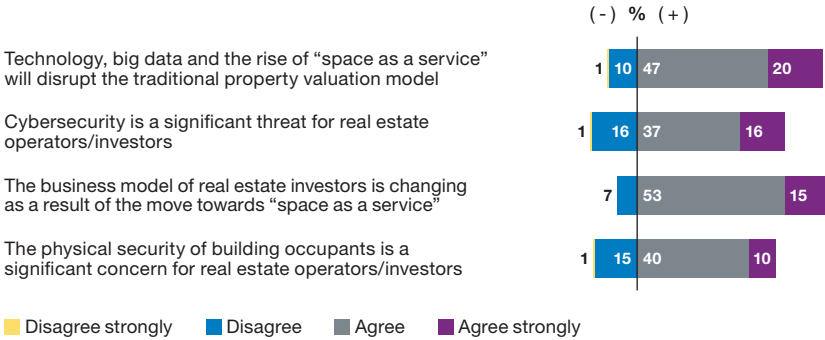 (-) % (+)
Technology, big data and the rise of “space as a service”
will disrupt the traditional property valuation model
1 10 47 20
Cybersecurity is a significant threat for real estate
operators/investors
1 16 37 16
The business model of real estate investors is changing
as a result of the move towards “space as a service”
7 53 15
The physical security of building occupants is a
significant concern for real estate operators/investors
1 15 40 10
Disagree strongly Disagree Agree Agree strongly